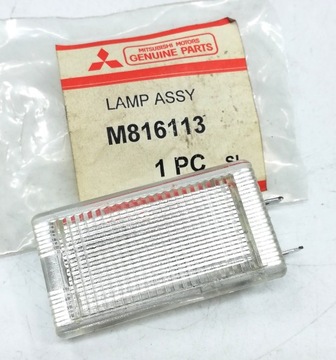 MITSUBISHI MOTORS
GENUINE PARTS
LAMP ASSY
M816113
1 PC